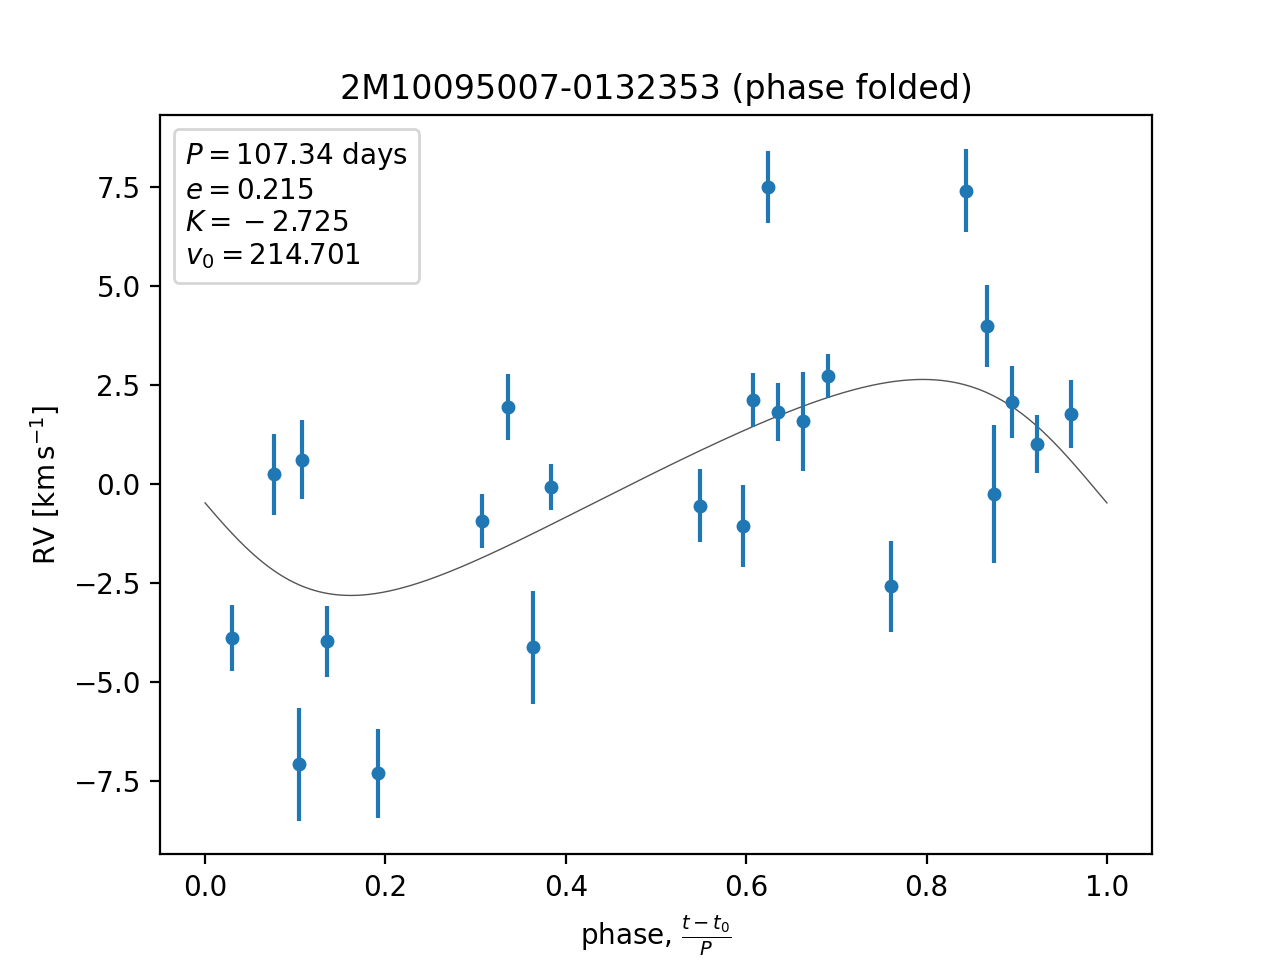 2M10095007-0132353 (phase folded)
P = 107.34 days
e = 0.215
K = −2.725
v₀ = 214.701
7.5
5.0
2.5
0.0
−2.5
−5.0
−7.5
RV [km s⁻¹]
0.0 0.2 0.4 0.6 0.8 1.0
phase, (t − t₀)/P